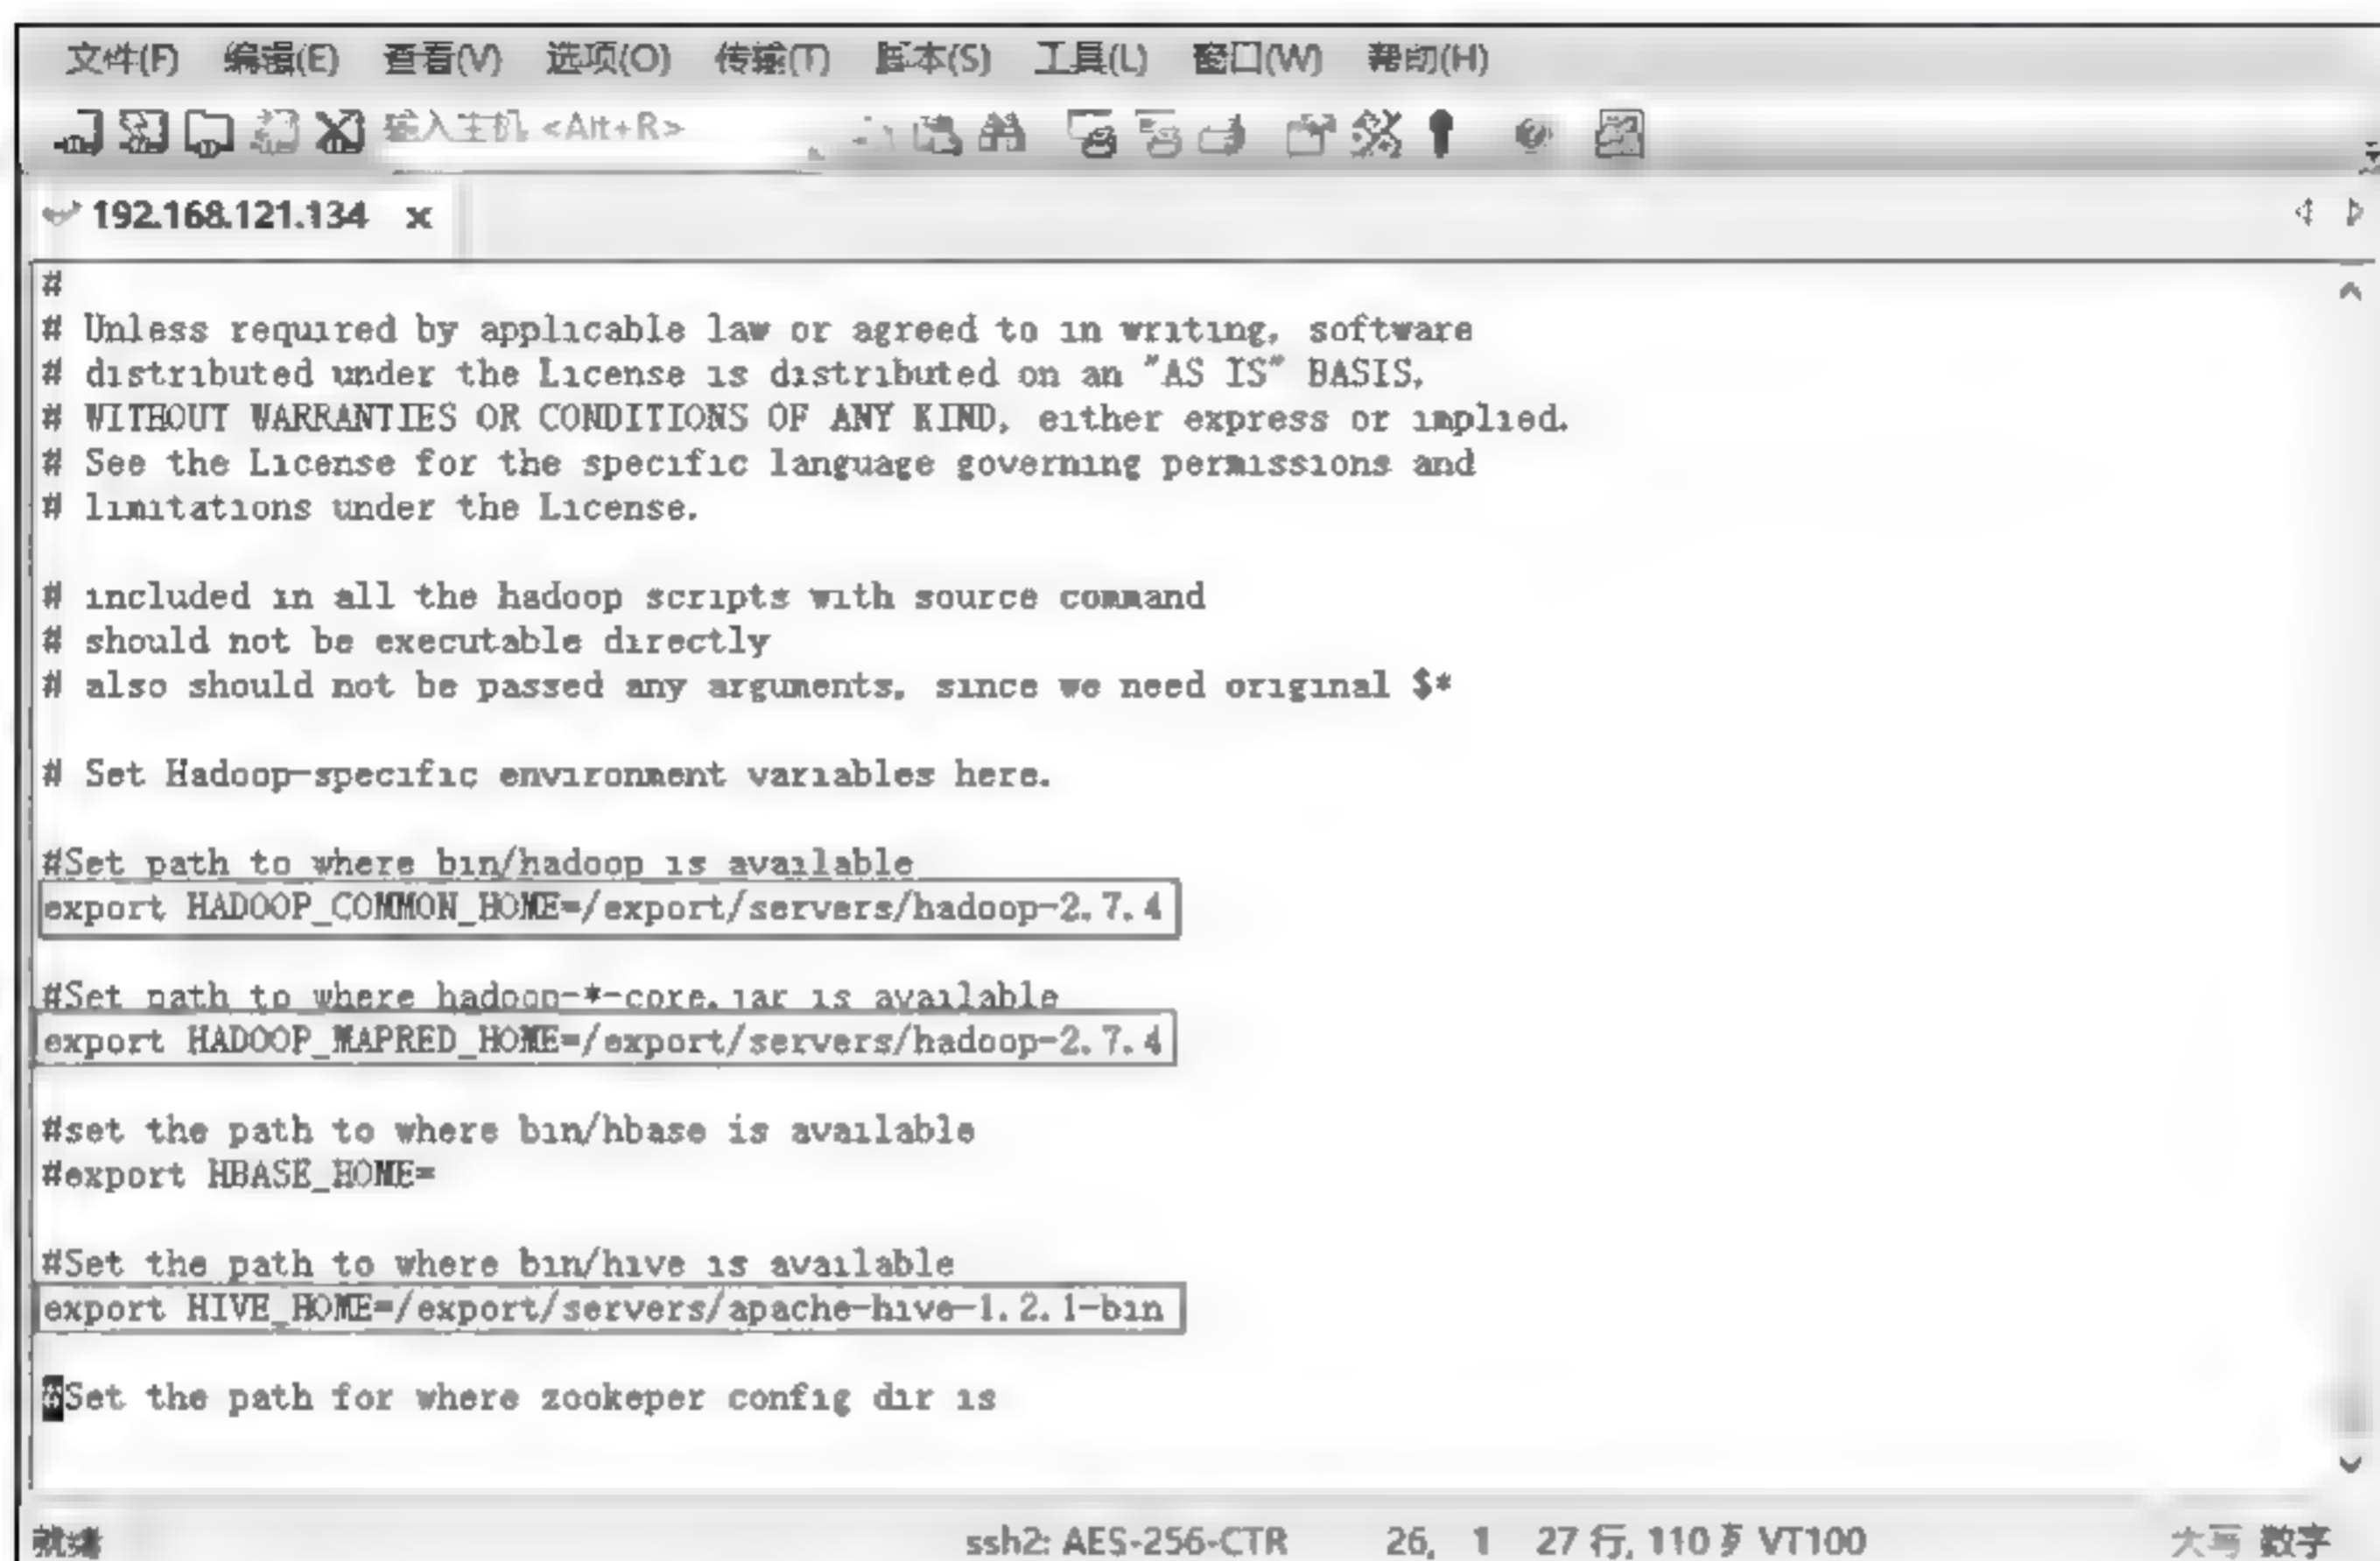 文件(F) 编辑(E) 查看(V) 选项(O) 传输(T) 脚本(S) 工具(L) 窗口(W) 帮助(H)
输入主机 <Alt+R>
192.168.121.134 x
#
# Unless required by applicable law or agreed to in writing, software
# distributed under the License is distributed on an "AS IS" BASIS,
# WITHOUT WARRANTIES OR CONDITIONS OF ANY KIND, either express or implied.
# See the License for the specific language governing permissions and
# limitations under the License.
# included in all the hadoop scripts with source command
# should not be executable directly
# also should not be passed any arguments, since we need original $*
# Set Hadoop-specific environment variables here.
#Set path to where bin/hadoop is available
export HADOOP_COMMON_HOME=/export/servers/hadoop-2.7.4
#Set path to where hadoop-*-core.jar is available
export HADOOP_MAPRED_HOME=/export/servers/hadoop-2.7.4
#set the path to where bin/hbase is available
#export HBASE_HOME=
#Set the path to where bin/hive is available
export HIVE_HOME=/export/servers/apache-hive-1.2.1-bin
#Set the path for where zookeper config dir is
就绪 ssh2: AES-256-CTR 26, 1 27 行, 110 列 VT100 大写 数字